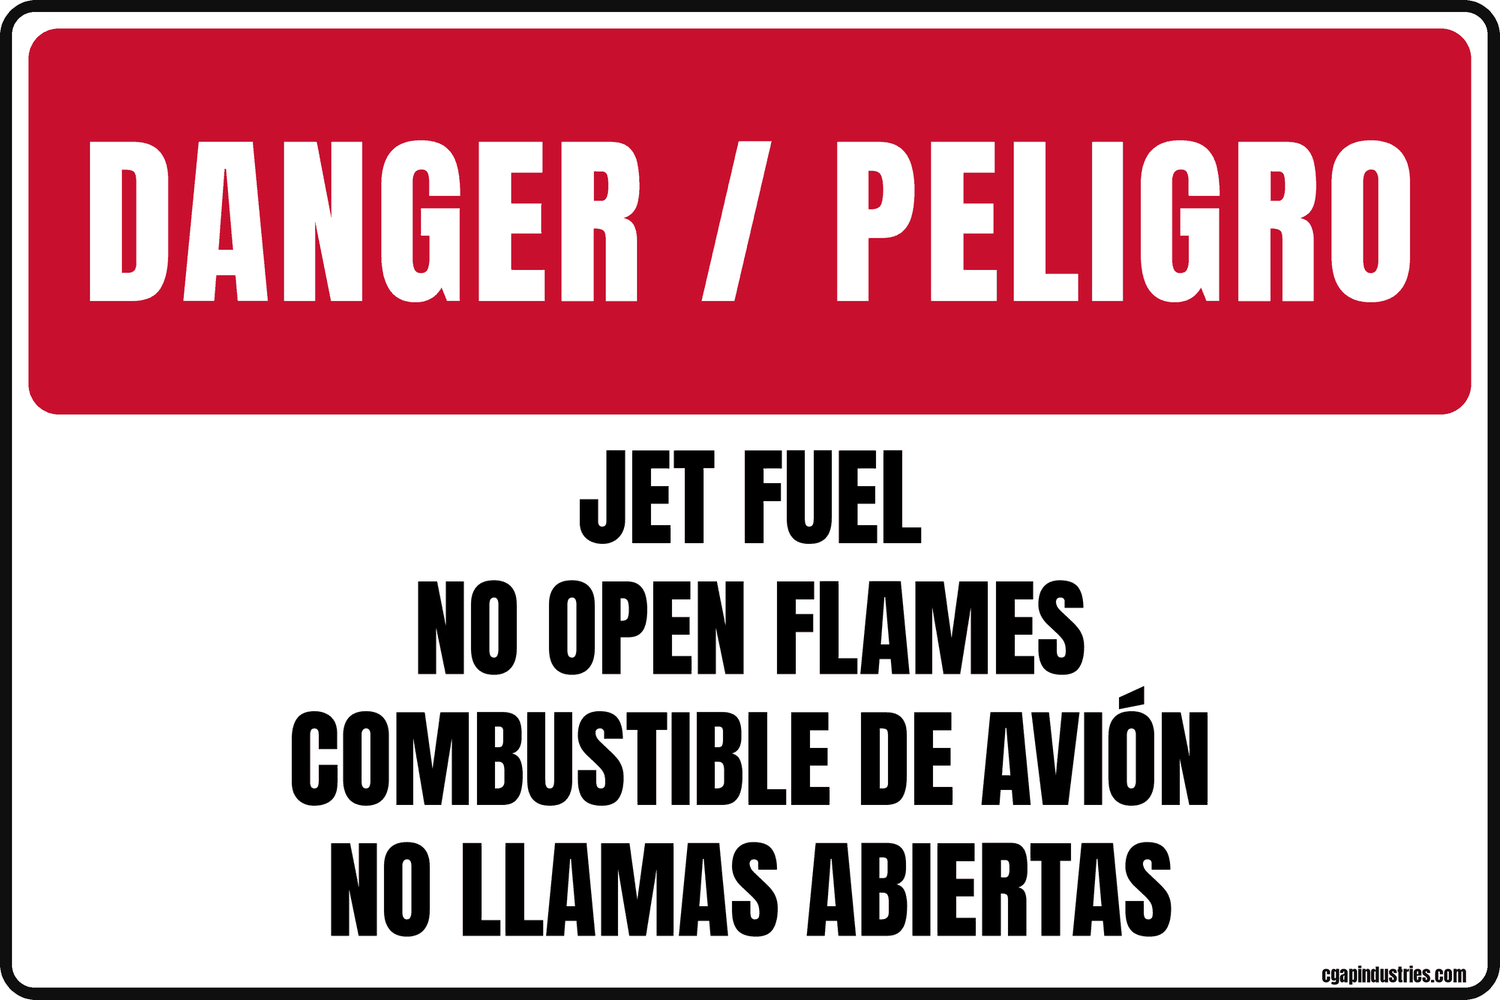 DANGER / PELIGRO
JET FUEL
NO OPEN FLAMES
COMBUSTIBLE DE AVIÓN
NO LLAMAS ABIERTAS
cgapindustries.com